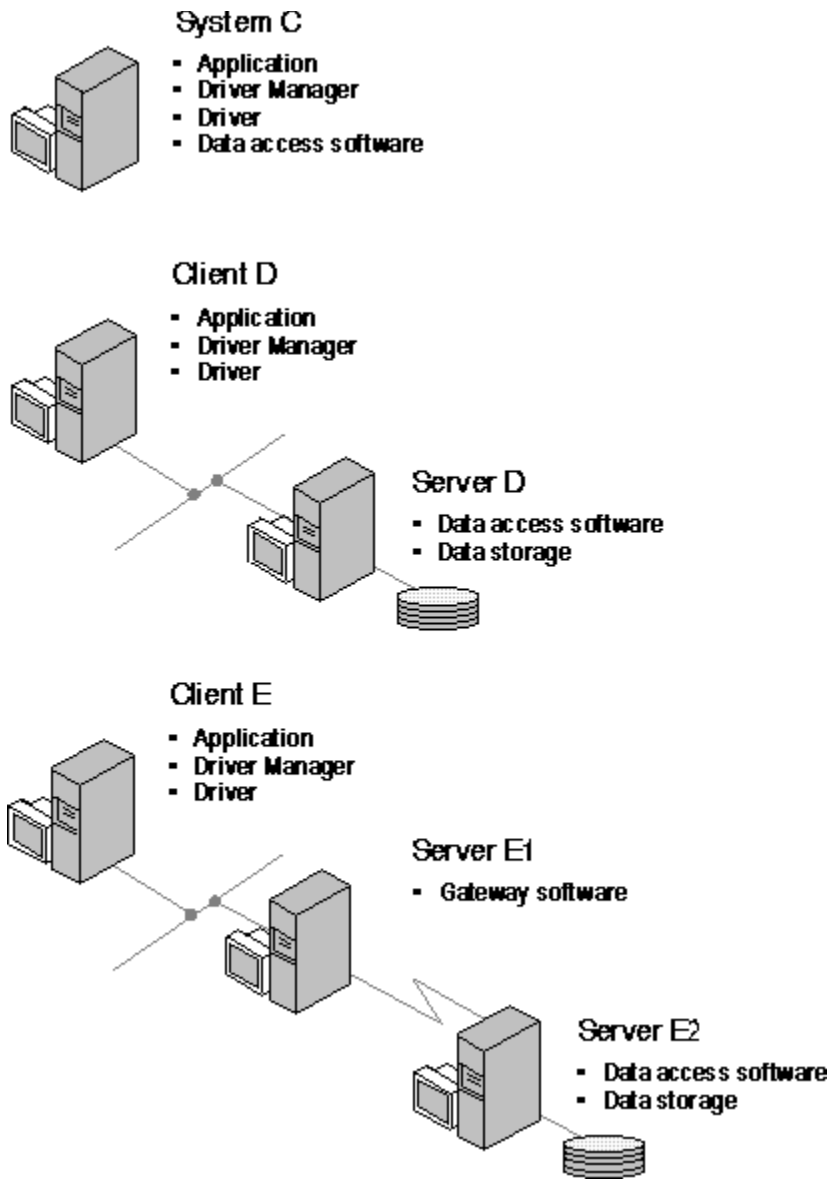 System C
▪ Application
▪ Driver Manager
▪ Driver
▪ Data access software
Client D
▪ Application
▪ Driver Manager
▪ Driver
Server D
▪ Data access software
▪ Data storage
Client E
▪ Application
▪ Driver Manager
▪ Driver
Server E1
▪ Gateway software
Server E2
▪ Data access software
▪ Data storage